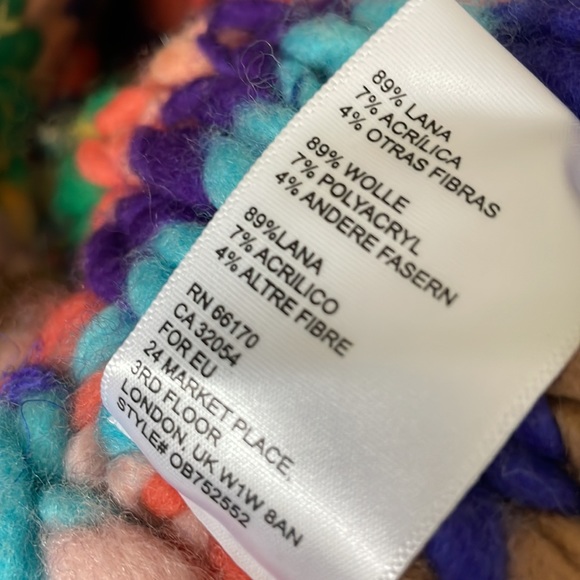 89% LANA
7% ACRÍLICA
4% OTRAS FIBRAS
89% WOLLE
7% POLYACRYL
4% ANDERE FASERN
89%LANA
7% ACRILICO
4% ALTRE FIBRE
RN 66170
CA 32054
FOR EU
24 MARKET PLACE,
3RD FLOOR
LONDON, UK W1W 8AN
STYLE# OB752552